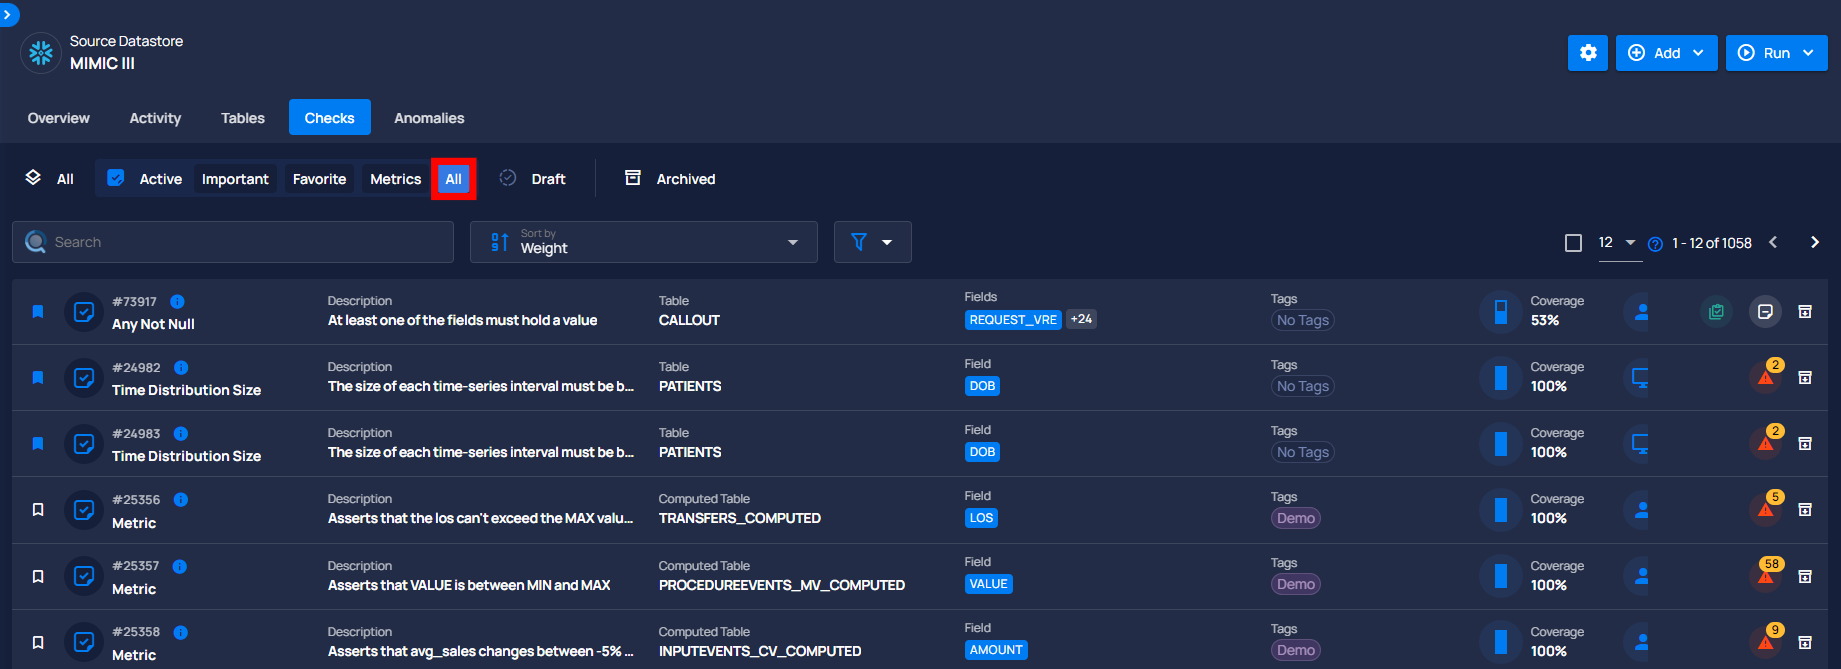 Source Datastore
MIMIC III
Add
Run
Overview
Activity
Tables
Checks
Anomalies
All
Active
Important
Favorite
Metrics
All
Draft
Archived
Search
Sort by
Weight
12
1 - 12 of 1058
#73917
Any Not Null
Description
At least one of the fields must hold a value
Table
CALLOUT
Fields
REQUEST_VRE +24
Tags
No Tags
Coverage
53%
#24982
Time Distribution Size
Description
The size of each time-series interval must be b...
Table
PATIENTS
Field
DOB
Tags
No Tags
Coverage
100%
2
#24983
Time Distribution Size
Description
The size of each time-series interval must be b...
Table
PATIENTS
Field
DOB
Tags
No Tags
Coverage
100%
2
#25356
Metric
Description
Asserts that the los can't exceed the MAX valu...
Computed Table
TRANSFERS_COMPUTED
Field
LOS
Tags
Demo
Coverage
100%
5
#25357
Metric
Description
Asserts that VALUE is between MIN and MAX
Computed Table
PROCEDUREEVENTS_MV_COMPUTED
Field
VALUE
Tags
Demo
Coverage
100%
58
#25358
Metric
Description
Asserts that avg_sales changes between -5% ...
Computed Table
INPUTEVENTS_CV_COMPUTED
Field
AMOUNT
Tags
Demo
Coverage
100%
9